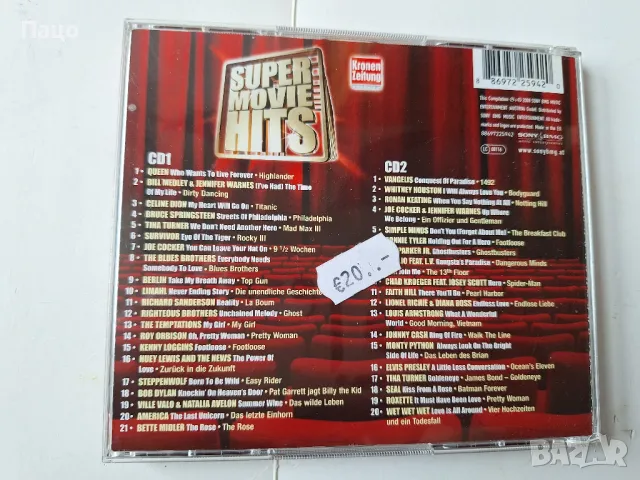 Пацо
SUPER
MOVIE
HITS
Kronen
Zeitung
8 86972 25942 0
88697225942
SONY BMG
www.sonybmg.at
CD1
1 • QUEEN Who Wants To Live Forever • Highlander
2 • BILL MEDLEY & JENNIFER WARNES (I've Had) The Time
Of My Life • Dirty Dancing
3 • CELINE DION My Heart Will Go On • Titanic
4 • BRUCE SPRINGSTEEN Streets Of Philadelphia • Philadelphia
5 • TINA TURNER We Don't Need Another Hero • Mad Max III
6 • SURVIVOR Eye Of The Tiger • Rocky III
7 • JOE COCKER You Can Leave Your Hat On • 9 1/2 Wochen
8 • THE BLUES BROTHERS Everybody Needs
Somebody To Love • Blues Brothers
9 • BERLIN Take My Breath Away • Top Gun
10 • LIMAHL Never Ending Story • Die unendliche Geschichte
11 • RICHARD SANDERSON Reality • La Boum
12 • RIGHTEOUS BROTHERS Unchained Melody • Ghost
13 • THE TEMPTATIONS My Girl • My Girl
14 • ROY ORBISON Oh, Pretty Woman • Pretty Woman
15 • KENNY LOGGINS Footloose • Footloose
16 • HUEY LEWIS AND THE NEWS The Power Of
Love • Zurück in die Zukunft
17 • STEPPENWOLF Born To Be Wild • Easy Rider
18 • BOB DYLAN Knockin' On Heaven's Door • Pat Garrett jagt Billy the Kid
19 • VILLE VALO & NATALIA AVELON Summer Wine • Das wilde Leben
20 • AMERICA The Last Unicorn • Das letzte Einhorn
21 • BETTE MIDLER The Rose • The Rose
€20.-
CD2
1 • VANGELIS Conquest Of Paradise • 1492
2 • WHITNEY HOUSTON I Will Always Love You • Bodyguard
3 • RONAN KEATING When You Say Nothing At All • Notting Hill
4 • JOE COCKER & JENNIFER WARNES Up Where
We Belong • Ein Offizier und Gentleman
5 • SIMPLE MINDS Don't You Forget About Me • The Breakfast Club
TYLER Holding Out For A Hero • Footloose
PARKER JR. Ghostbusters • Ghostbusters
FEAT. L.V. Gangsta's Paradise • Dangerous Minds
Join Me • The 13th Floor
10 • CHAD KROEGER FEAT. JOSEY SCOTT Hero • Spider-Man
11 • FAITH HILL There You'll Be • Pearl Harbor
12 • LIONEL RICHIE & DIANA ROSS Endless Love • Endlose Liebe
13 • LOUIS ARMSTRONG What A Wonderful
World • Good Morning, Vietnam
14 • JOHNNY CASH Ring Of Fire • Walk The Line
15 • MONTY PYTHON Always Look On The Bright
Side Of Life • Das Leben des Brian
16 • ELVIS PRESLEY A Little Less Conversation • Ocean's Eleven
17 • TINA TURNER Goldeneye • James Bond – Goldeneye
18 • SEAL Kiss From A Rose • Batman Forever
19 • ROXETTE It Must Have Been Love • Pretty Woman
20 • WET WET WET Love Is All Around • Vier Hochzeiten
und ein Todesfall
bazar.bg